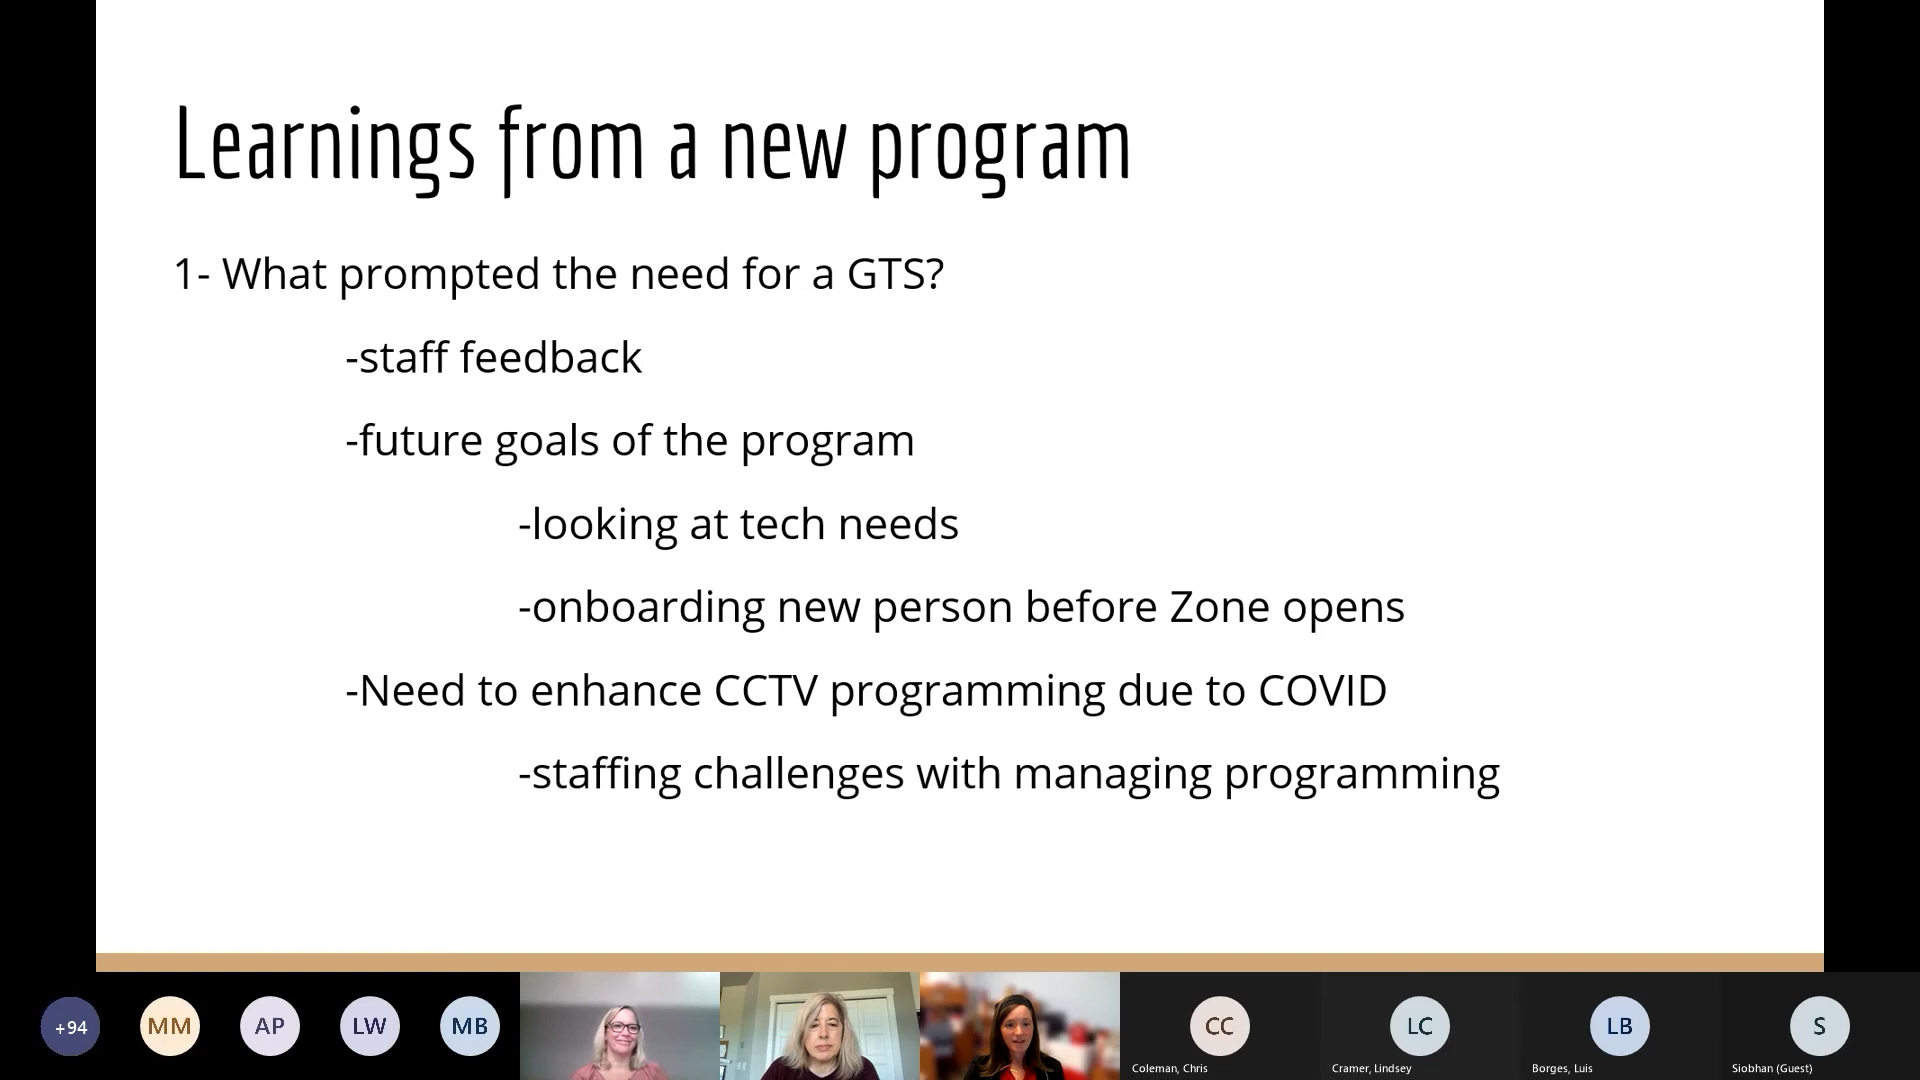 Learnings from a new program
1- What prompted the need for a GTS?
-staff feedback
-future goals of the program
-looking at tech needs
-onboarding new person before Zone opens
-Need to enhance CCTV programming due to COVID
-staffing challenges with managing programming
+94
MM
AP
LW
MB
CC
LC
LB
S
Coleman, Chris
Cramer, Lindsey
Borges, Luis
Siobhan (Guest)